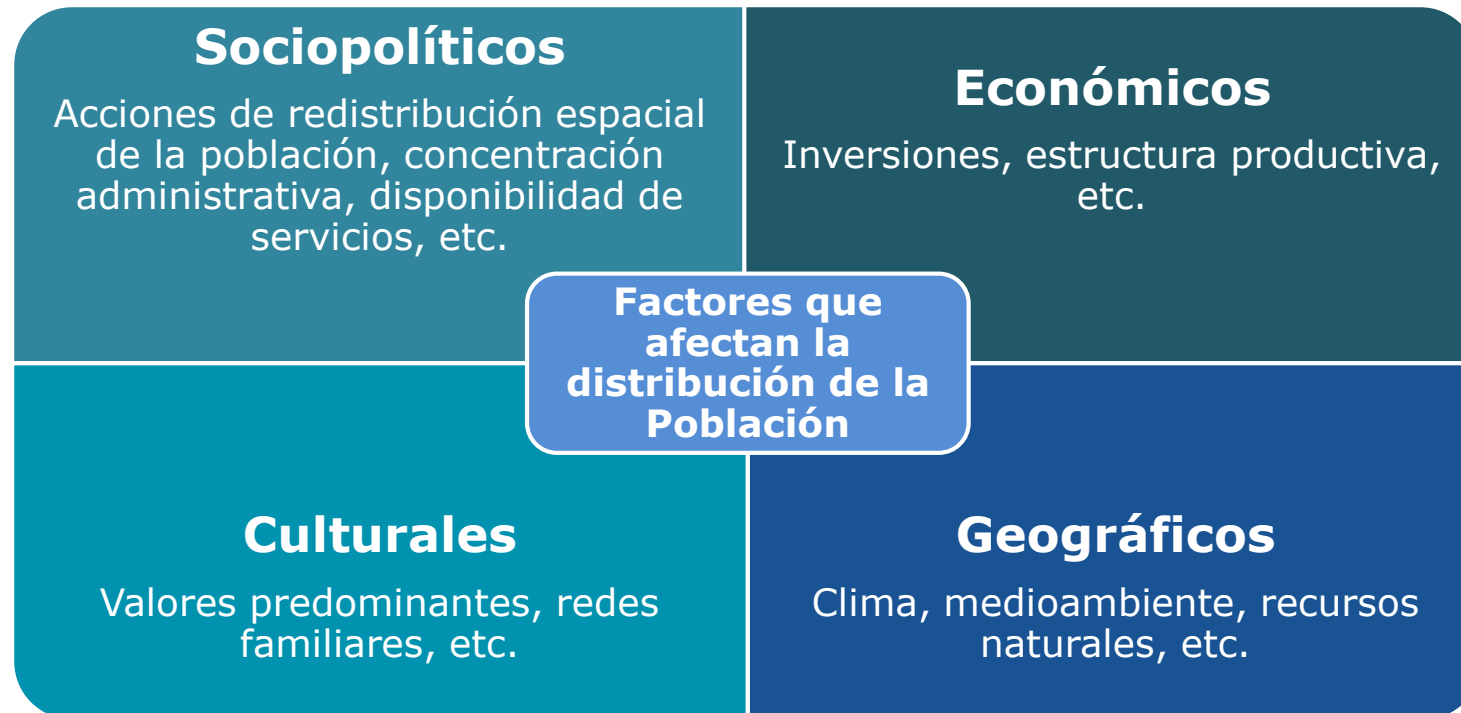 Sociopolíticos
Acciones de redistribución espacial
de la población, concentración
administrativa, disponibilidad de
servicios, etc.
Económicos
Inversiones, estructura productiva,
etc.
Factores que
afectan la
distribución de la
Población
Culturales
Valores predominantes, redes
familiares, etc.
Geográficos
Clima, medioambiente, recursos
naturales, etc.